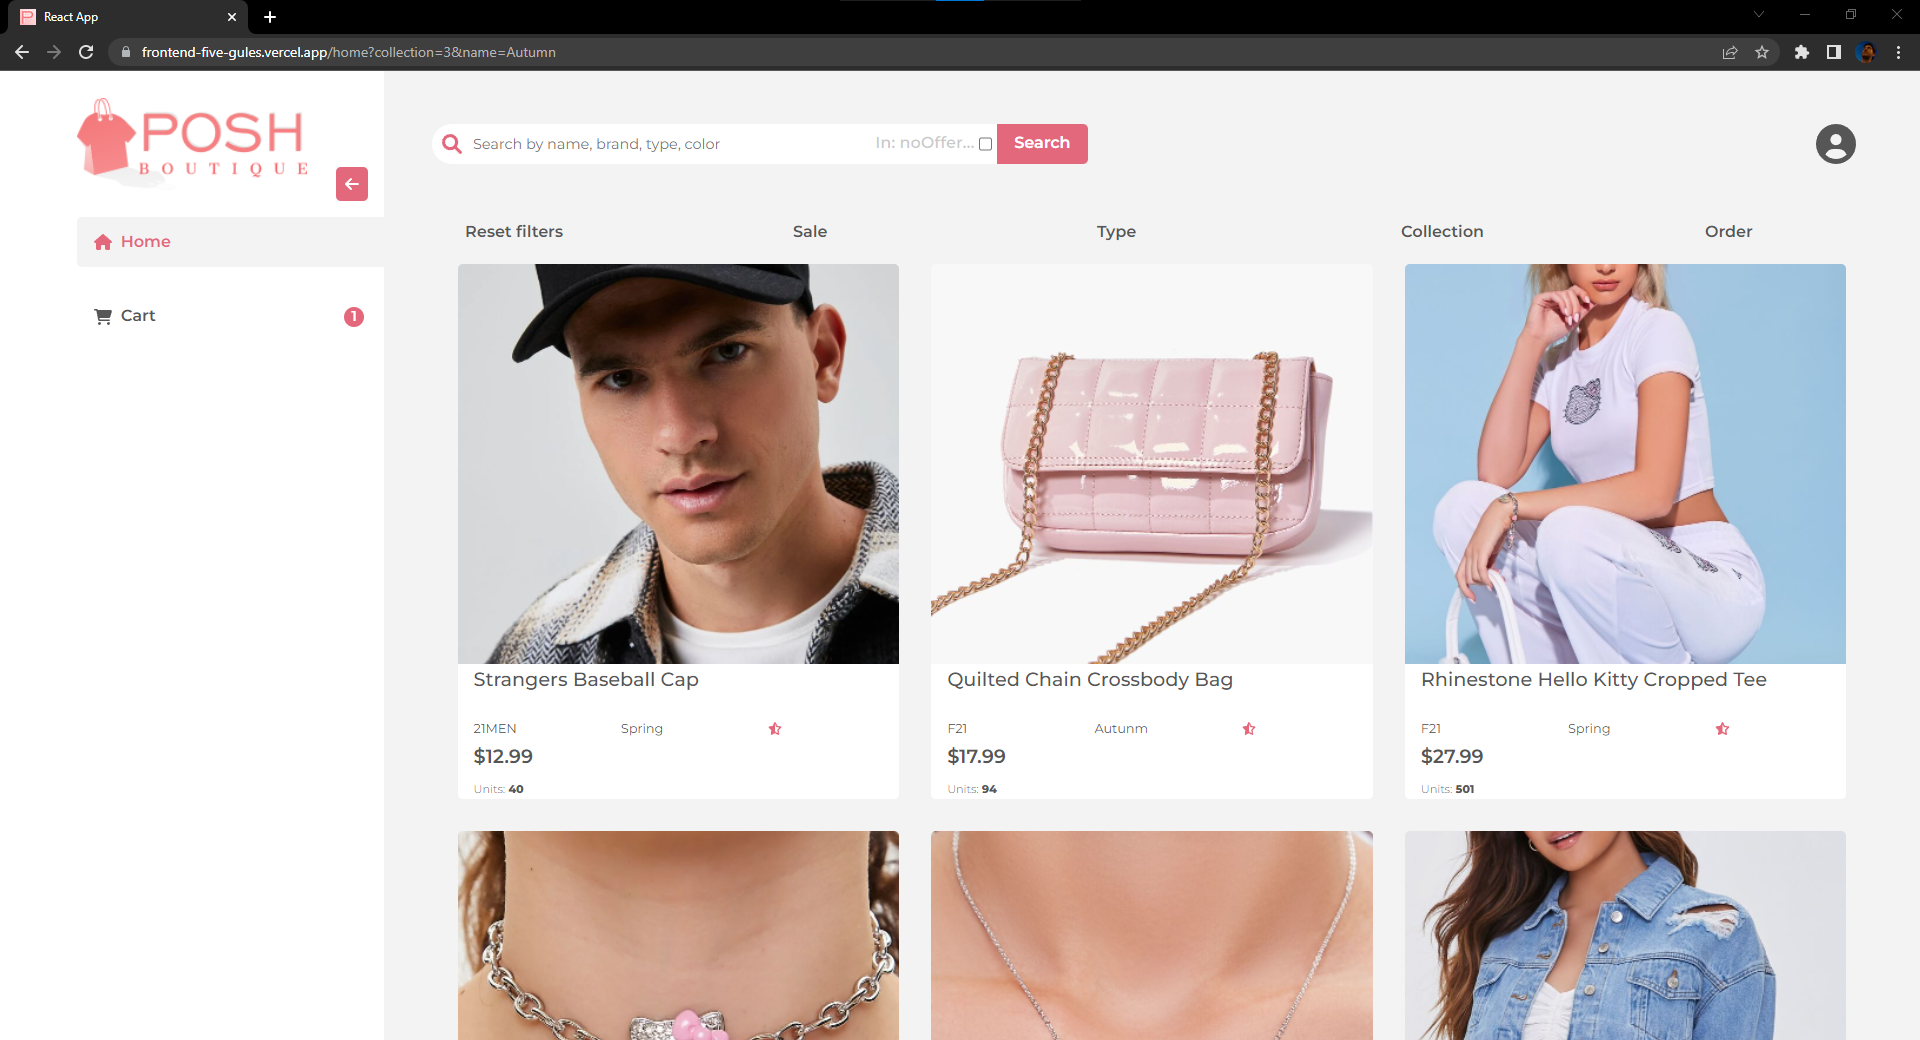 React App
frontend-five-gules.vercel.app/home?collection=3&name=Autumn
POSH
BOUTIQUE
Home
Cart
1
Search by name, brand, type, color
In: noOffer...
Search
Reset filters
Sale
Type
Collection
Order
Strangers Baseball Cap
21MEN
Spring
$12.99
Units: 40
Quilted Chain Crossbody Bag
F21
Autunm
$17.99
Units: 94
Rhinestone Hello Kitty Cropped Tee
F21
Spring
$27.99
Units: 501